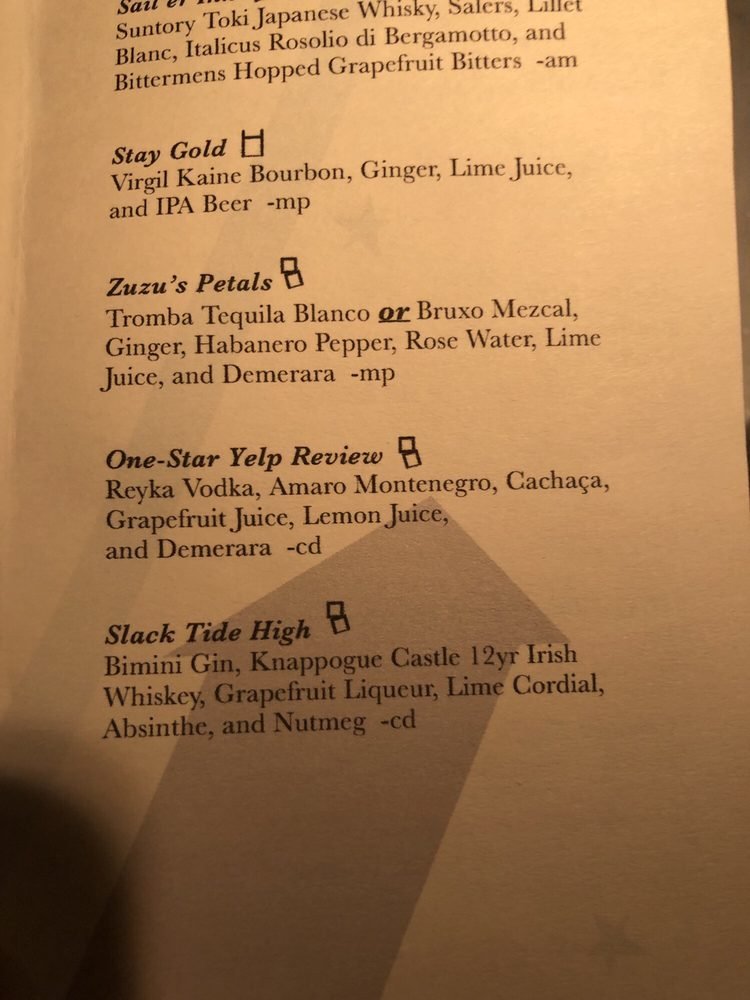 Suntory Toki Japanese Whisky, Salers, Lillet
Blanc, Italicus Rosolio di Bergamotto, and
Bittermens Hopped Grapefruit Bitters -am
Stay Gold
Virgil Kaine Bourbon, Ginger, Lime Juice,
and IPA Beer -mp
Zuzu's Petals
Tromba Tequila Blanco or Bruxo Mezcal,
Ginger, Habanero Pepper, Rose Water, Lime
Juice, and Demerara -mp
One-Star Yelp Review
Reyka Vodka, Amaro Montenegro, Cachaça,
Grapefruit Juice, Lemon Juice,
and Demerara -cd
Slack Tide High
Bimini Gin, Knappogue Castle 12yr Irish
Whiskey, Grapefruit Liqueur, Lime Cordial,
Absinthe, and Nutmeg -cd